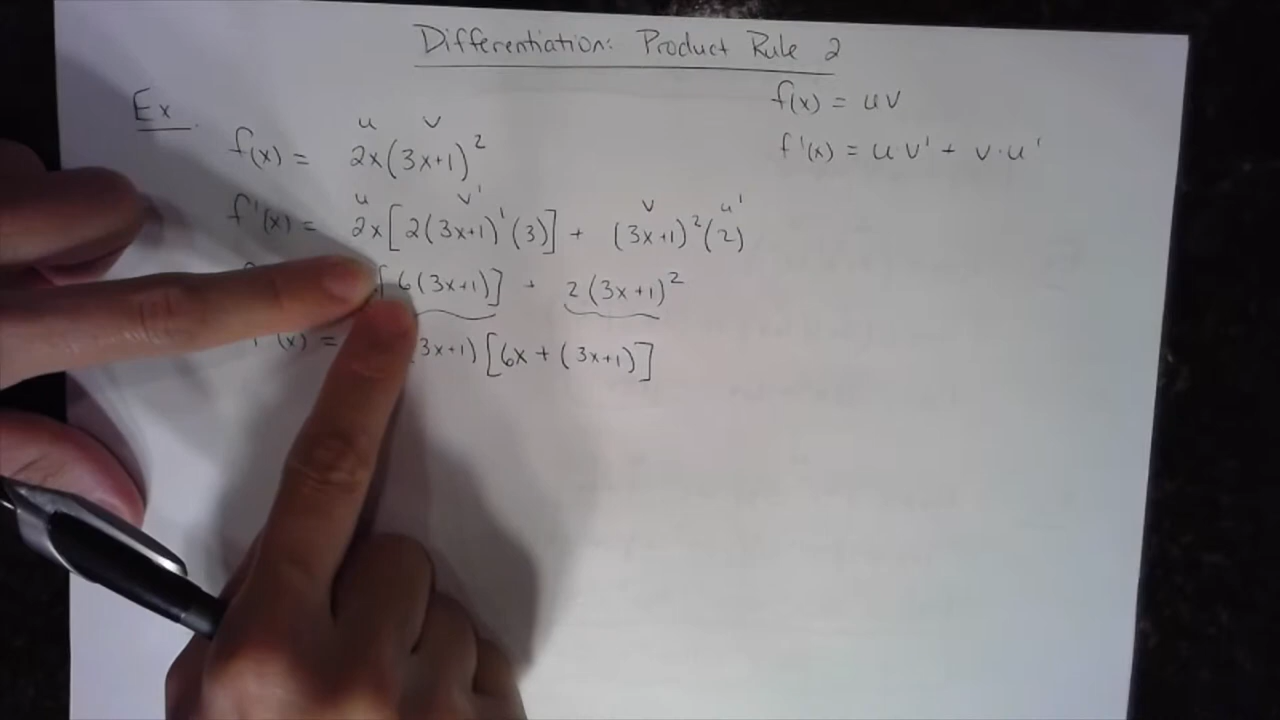 Differentiation: Product Rule 2
f(x) = uv
Ex.
u v
f(x) = 2x(3x+1)²
f'(x) = u v' + v·u'
u v' v u'
f'(x) = 2x[2(3x+1)¹(3)] + (3x+1)²(2)
[6(3x+1)] + 2(3x+1)²
'(x) = 3x+1)[6x + (3x+1)]